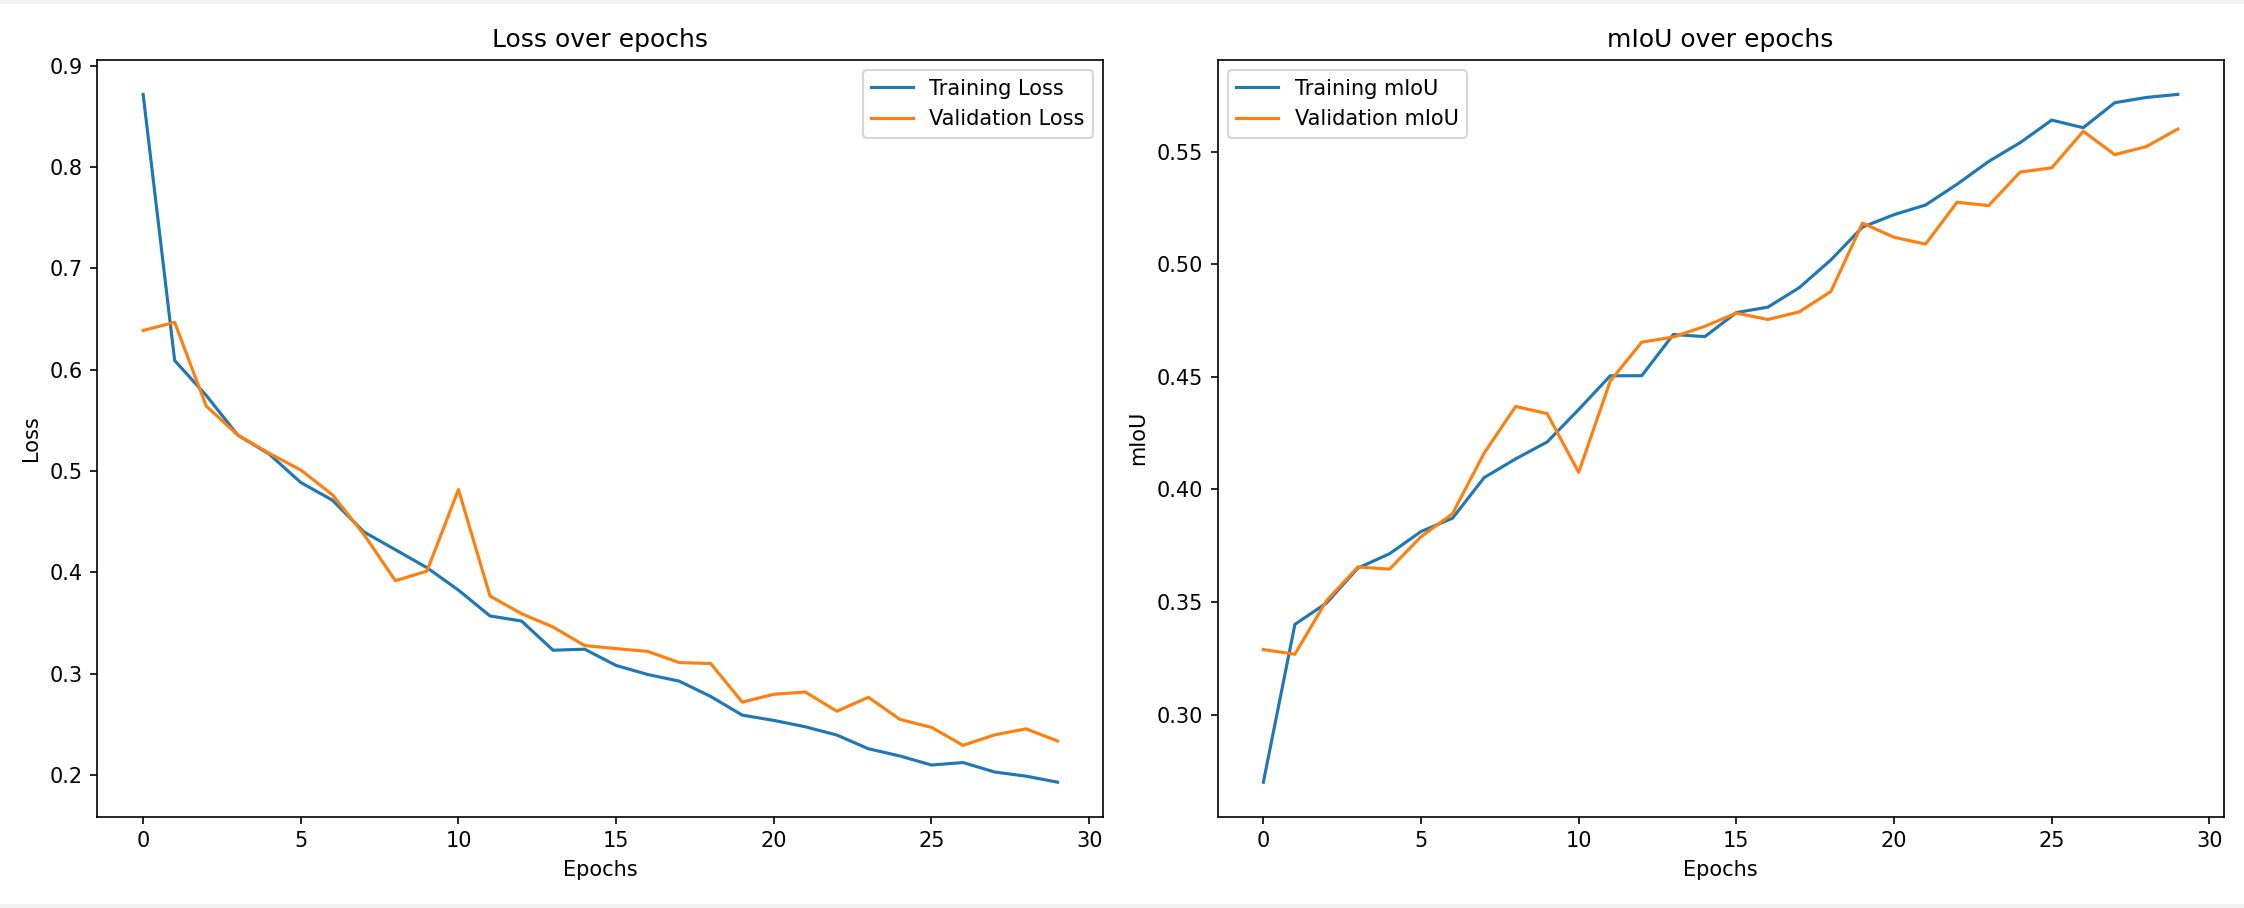 Loss over epochs
0.9
0.8
0.7
0.6
0.5
0.4
0.3
0.2
Loss
Training Loss
Validation Loss
0 5 10 15 20 25 30
Epochs
mIoU over epochs
0.55
0.50
0.45
0.40
0.35
0.30
mIoU
Training mIoU
Validation mIoU
0 5 10 15 20 25 30
Epochs